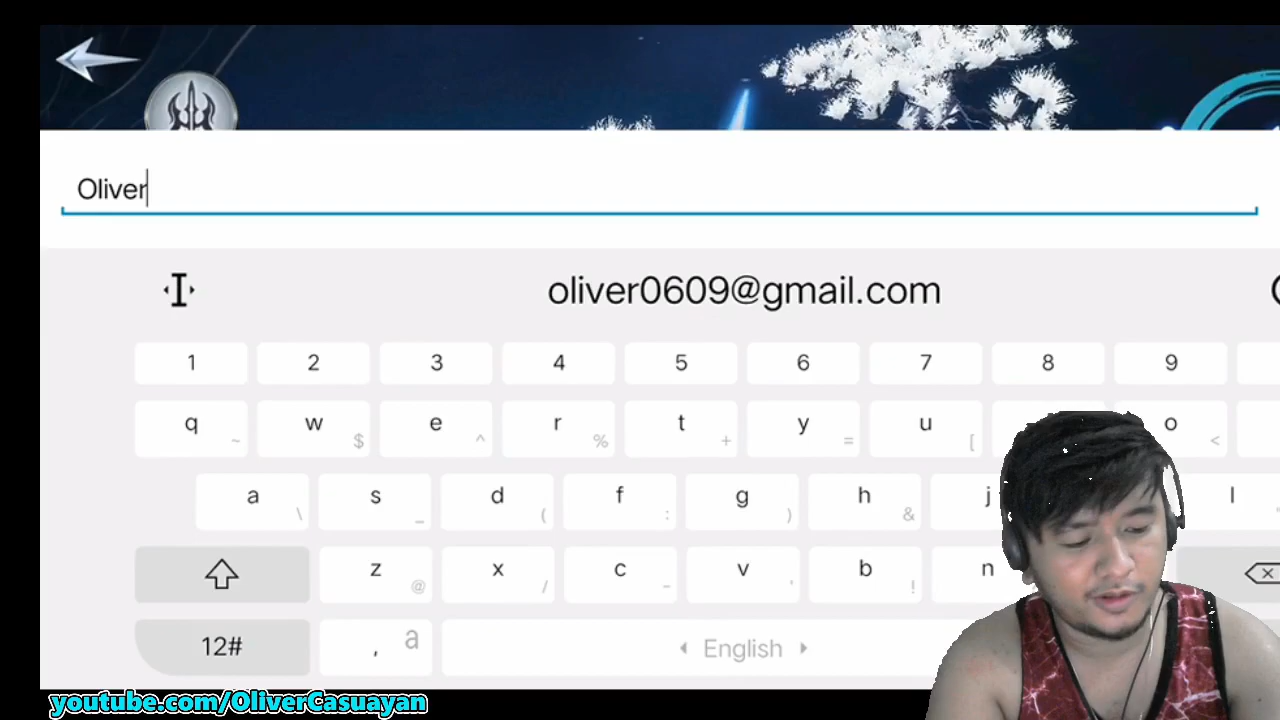 Oliver
oliver0609@gmail.com
1 2 3 4 5 6 7 8 9
q ~ w $ e ^ r % t + y = u [ o <
a \ s _ d ( f : g ) h & j l
z @ x / c - v ' b ! n
12# , a English
youtube.com/OliverCasuayan